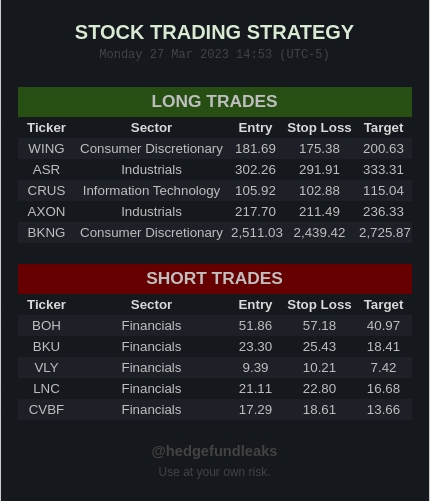 STOCK TRADING STRATEGY
Monday 27 Mar 2023 14:53 (UTC-5)
LONG TRADES
Ticker Sector Entry Stop Loss Target
WING Consumer Discretionary 181.69 175.38 200.63
ASR Industrials 302.26 291.91 333.31
CRUS Information Technology 105.92 102.88 115.04
AXON Industrials 217.70 211.49 236.33
BKNG Consumer Discretionary 2,511.03 2,439.42 2,725.87
SHORT TRADES
Ticker Sector Entry Stop Loss Target
BOH Financials 51.86 57.18 40.97
BKU Financials 23.30 25.43 18.41
VLY Financials 9.39 10.21 7.42
LNC Financials 21.11 22.80 16.68
CVBF Financials 17.29 18.61 13.66
@hedgefundleaks
Use at your own risk.